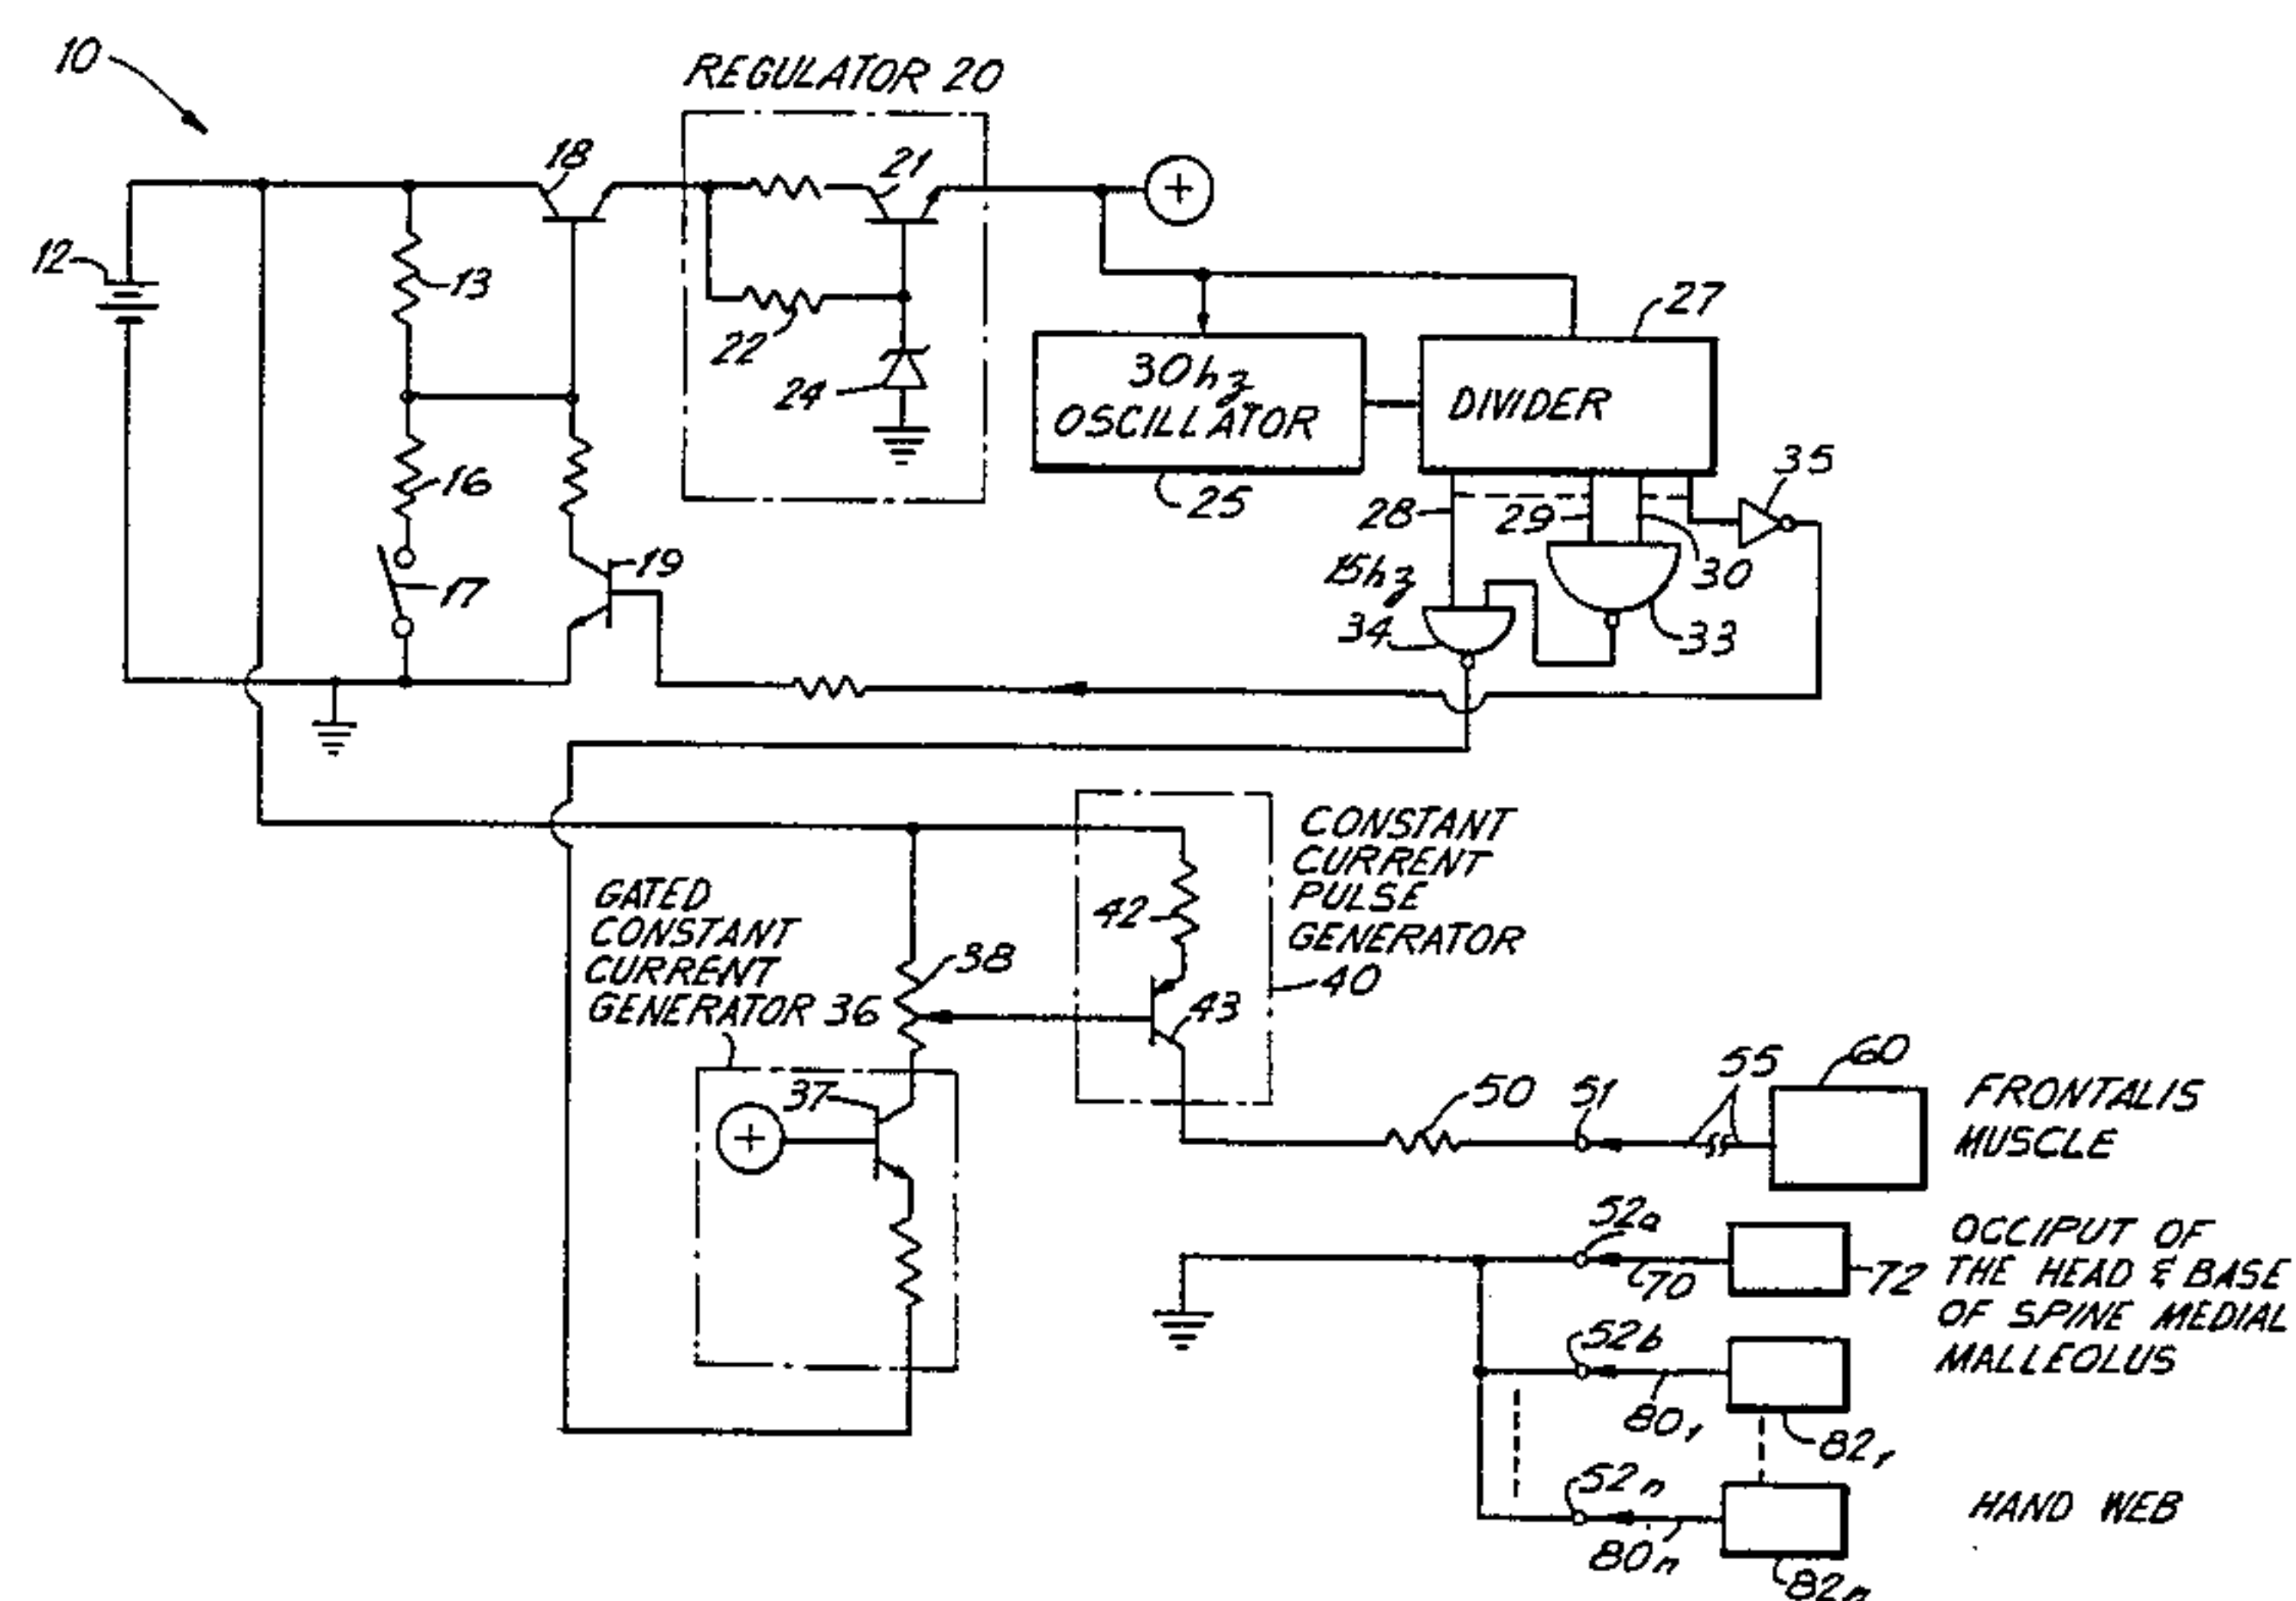 10
REGULATOR 20
18
21
12
13
22
24
16
17
19
27
30hz
OSCILLATOR
DIVIDER
25
28
29
30
35
15hz
34
33
CONSTANT
CURRENT
PULSE
GENERATOR
40
42
43
GATED
CONSTANT
CURRENT
GENERATOR 36
38
37
50
51
55
60
FRONTALIS
MUSCLE
52a
70
72
OCCIPUT OF
THE HEAD & BASE
OF SPINE MEDIAL
MALLEOLUS
52b
80,
82,
52n
80n
82n
HAND WEB